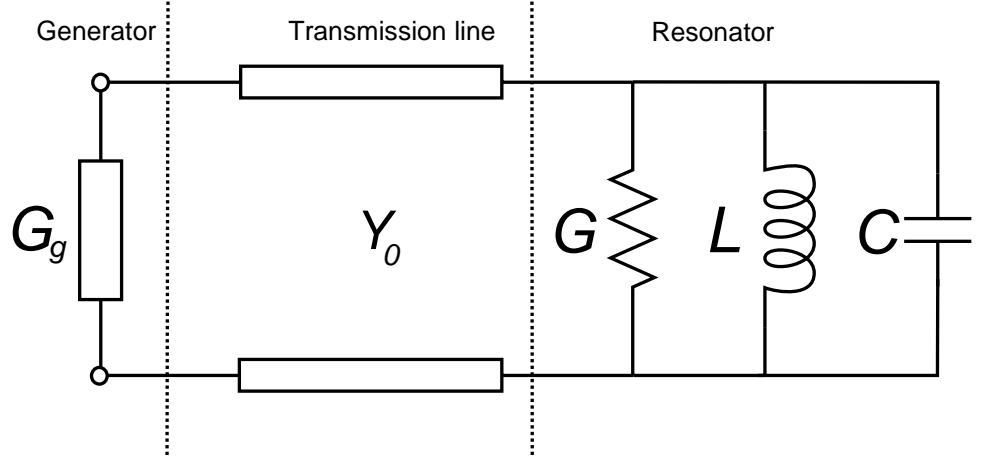 Generator
Transmission line
Resonator
Gg
Y0
G
L
C